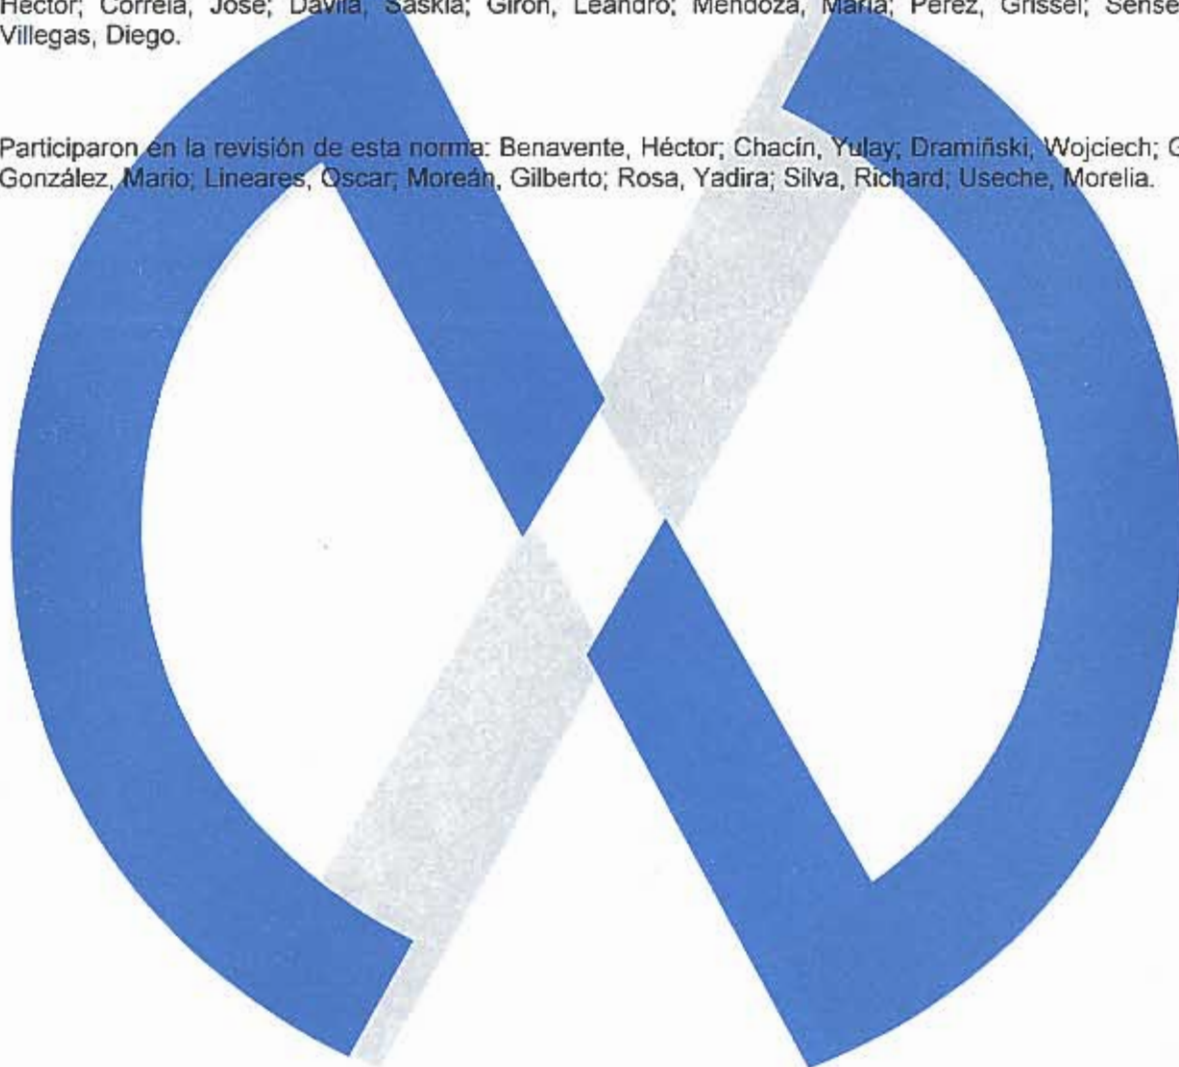 Héctor; Correia, José; Dávila, Saskia; Girón, Leandro; Mendoza, María; Pérez, Grissel;
Villegas, Diego.
Participaron en la revisión de esta norma: Benavente, Héctor; Chacín, Yulay; Dramiñski, Wojciech;
González, Mario; Lineares, Oscar; Moreán, Gilberto; Rosa, Yadira; Silva, Richard; Useche, Morelia.